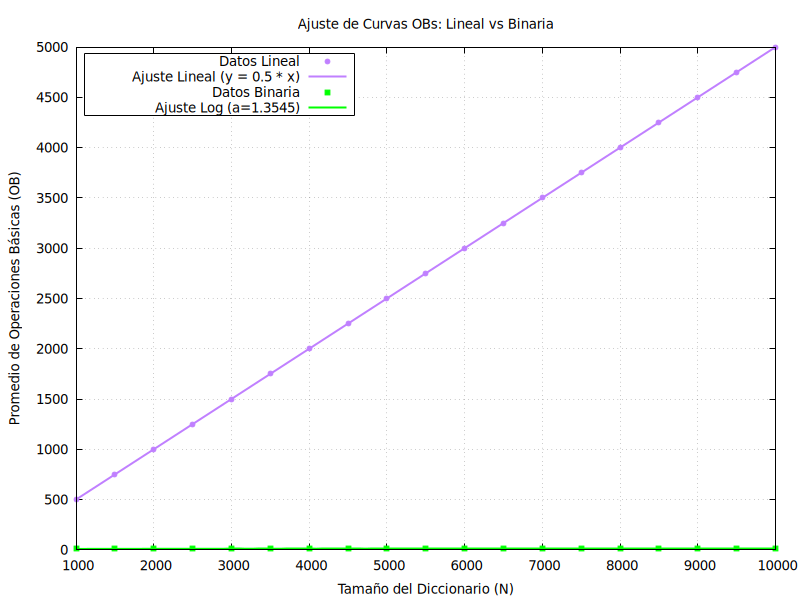 Ajuste de Curvas OBs: Lineal vs Binaria
Promedio de Operaciones Básicas (OB)
5000
4500
4000
3500
3000
2500
2000
1500
1000
500
0
Datos Lineal
Ajuste Lineal (y = 0.5 * x)
Datos Binaria
Ajuste Log (a=1.3545)
1000 2000 3000 4000 5000 6000 7000 8000 9000 10000
Tamaño del Diccionario (N)